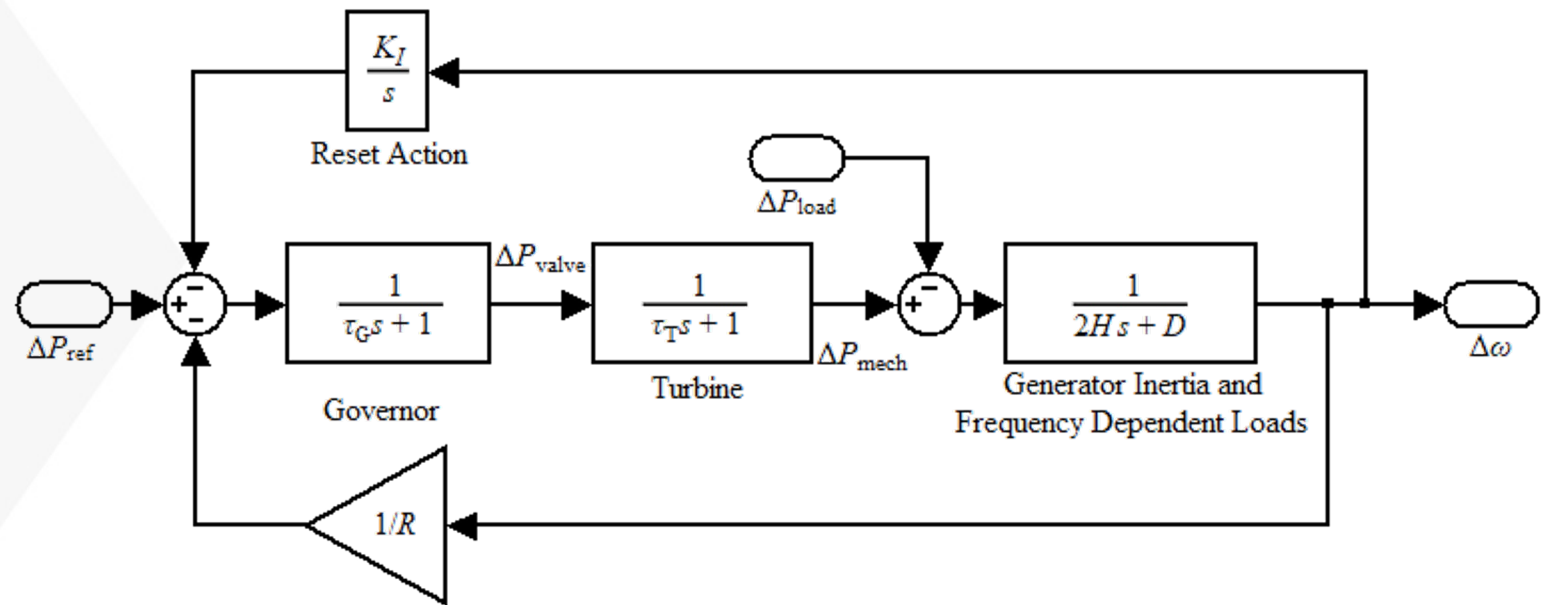 K_I
s
Reset Action
ΔP_load
+ − −
ΔP_ref
1
τ_G s + 1
Governor
ΔP_valve
1
τ_T s + 1
Turbine
ΔP_mech
+ −
1
2H s + D
Generator Inertia and
Frequency Dependent Loads
Δω
1/R